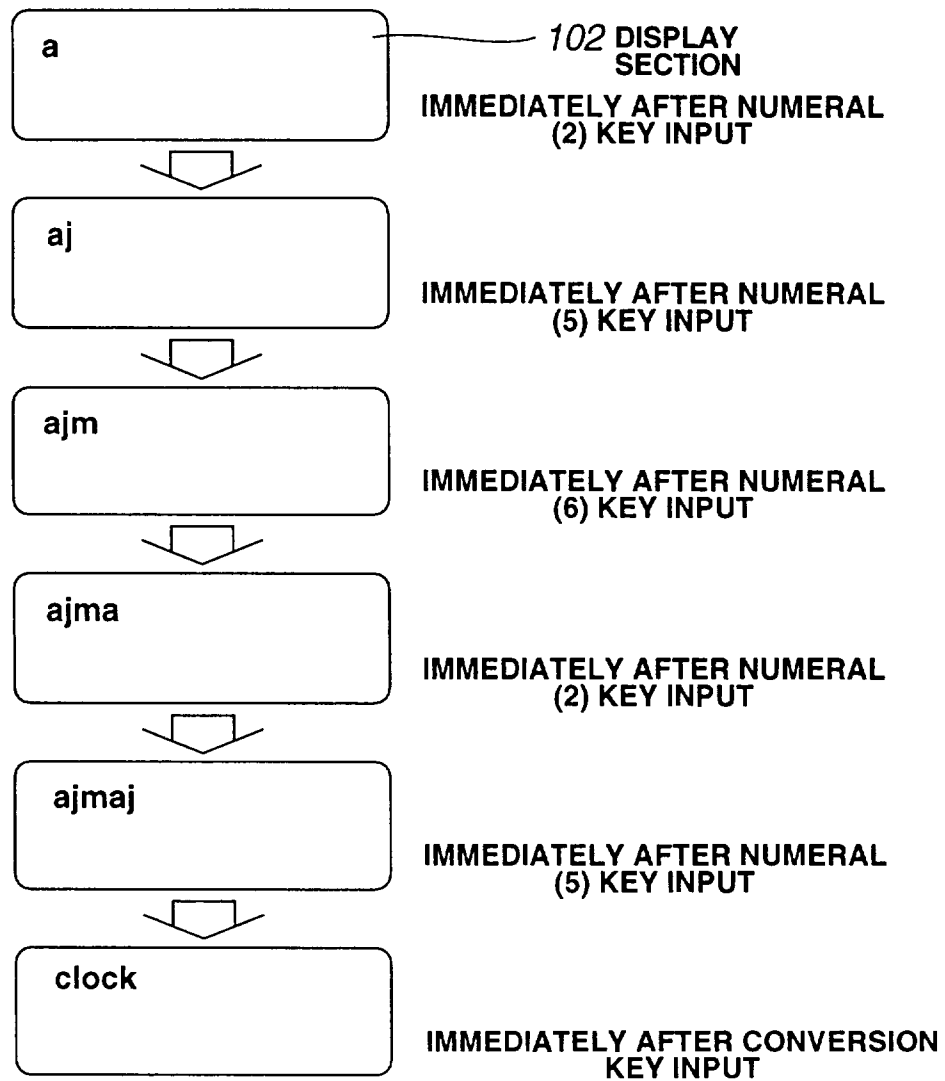 a
102 DISPLAY
SECTION
IMMEDIATELY AFTER NUMERAL
(2) KEY INPUT
aj
IMMEDIATELY AFTER NUMERAL
(5) KEY INPUT
ajm
IMMEDIATELY AFTER NUMERAL
(6) KEY INPUT
ajma
IMMEDIATELY AFTER NUMERAL
(2) KEY INPUT
ajmaj
IMMEDIATELY AFTER NUMERAL
(5) KEY INPUT
clock
IMMEDIATELY AFTER CONVERSION
KEY INPUT